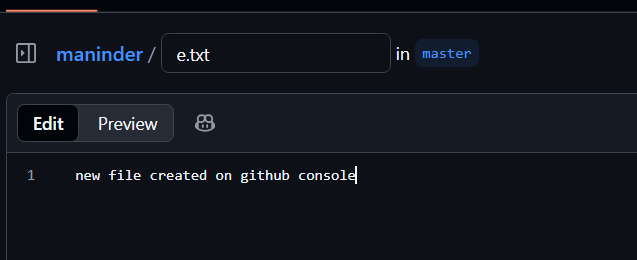 maninder / e.txt in master
Edit Preview
1 new file created on github console